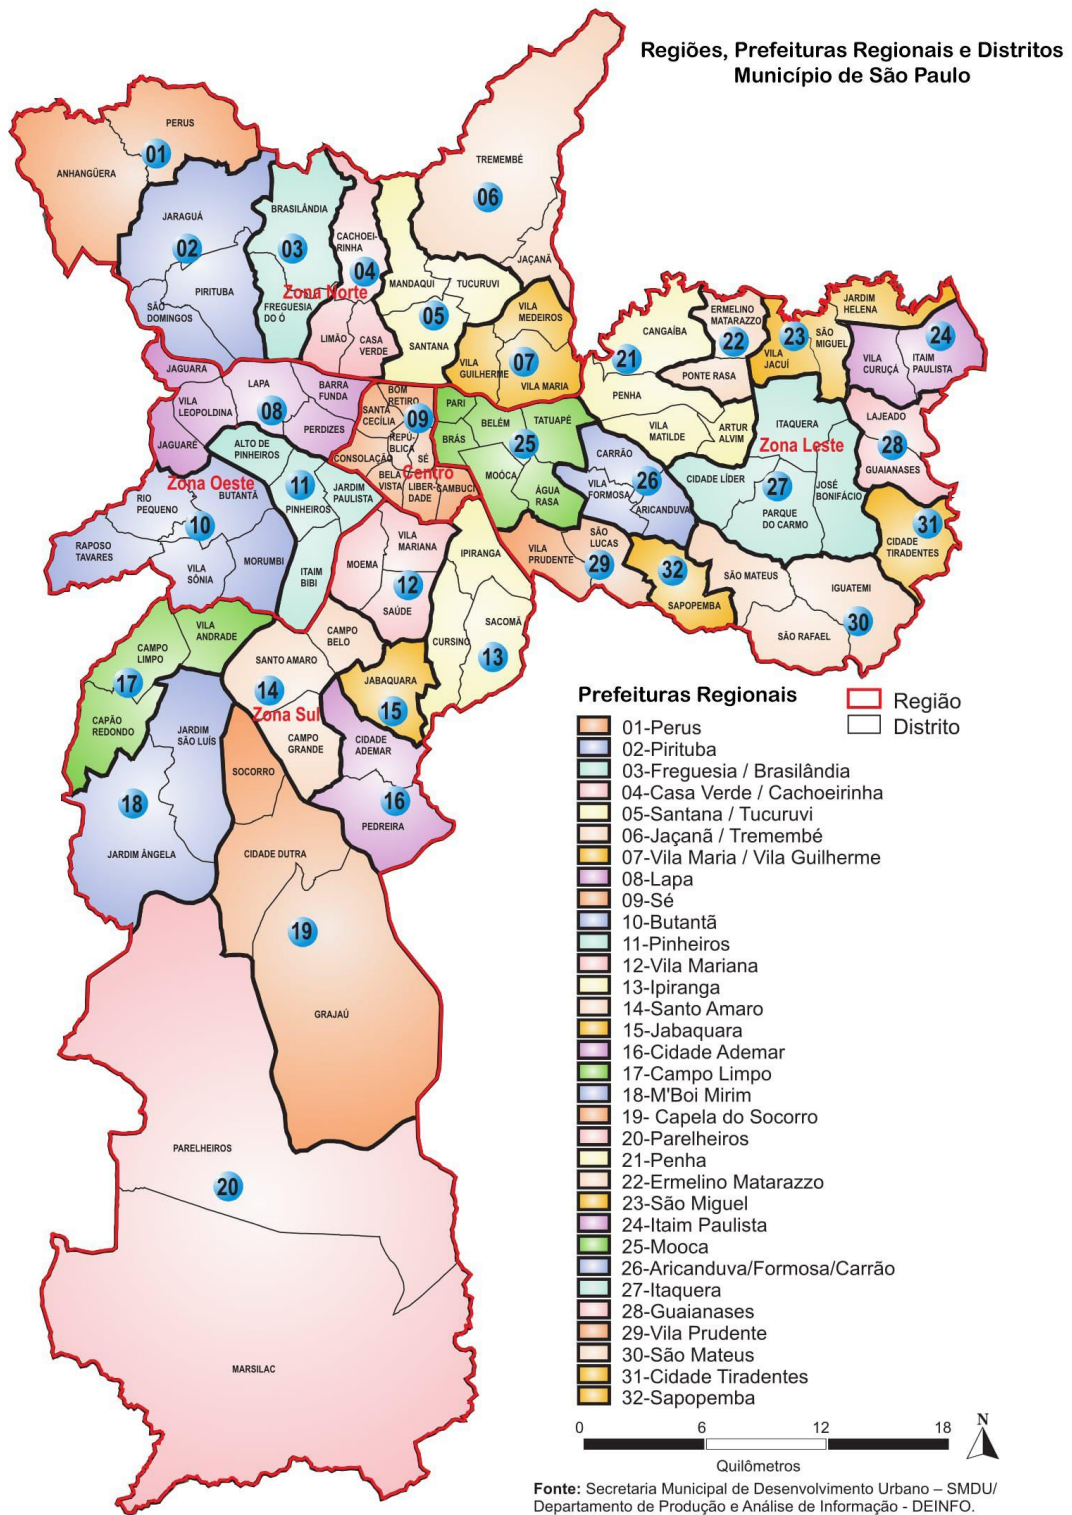 Regiões, Prefeituras Regionais e Distritos
Município de São Paulo
PERUS
01
ANHANGÜERA
TREMEMBÉ
06
JAÇANÃ
JARAGUÁ
02
PIRITUBA
SÃO
DOMINGOS
BRASILÂNDIA
03
FREGUESIA
DO Ó
Zona Norte
CACHOEI-
RINHA
04
LIMÃO
CASA
VERDE
MANDAQUI
TUCURUVI
05
SANTANA
VILA
MEDEIROS
VILA
GUILHERME
07
VILA MARIA
CANGAÍBA
21
PENHA
VILA
MATILDE
ARTUR
ALVIM
ERMELINO
MATARAZZO
22
PONTE RASA
JARDIM
HELENA
23
SÃO
MIGUEL
VILA
JACUÍ
24
VILA
CURUÇÁ
ITAIM
PAULISTA
JAGUARA
LAPA
BARRA
FUNDA
VILA
LEOPOLDINA
08
PERDIZES
JAGUARÉ
BOM
RETIRO
SANTA
CECÍLIA
09
REPÚ-
BLICA
SÉ
CONSOLAÇÃO
Centro
BELA
VISTA
LIBER-
DADE
CAMBUCI
PARI
BELÉM
TATUAPÉ
BRÁS
25
MOÓCA
ÁGUA
RASA
ITAQUERA
Zona Leste
CIDADE LÍDER
27
JOSÉ
BONIFÁCIO
PARQUE
DO CARMO
LAJEADO
28
GUAIANASES
CARRÃO
26
VILA
FORMOSA
ARICANDUVA
31
CIDADE
TIRADENTES
ALTO DE
PINHEIROS
Zona Oeste
11
JARDIM
PAULISTA
PINHEIROS
ITAIM
BIBI
BUTANTÃ
RIO
PEQUENO
10
RAPOSO
TAVARES
VILA
SÔNIA
MORUMBI
VILA
MARIANA
MOEMA
12
SAÚDE
IPIRANGA
SACOMÃ
CURSINO
13
VILA
PRUDENTE
SÃO
LUCAS
29
32
SAPOPEMBA
SÃO MATEUS
IGUATEMI
30
SÃO RAFAEL
VILA
ANDRADE
CAMPO
LIMPO
17
CAPÃO
REDONDO
CAMPO
BELO
SANTO AMARO
14
Zona Sul
CAMPO
GRANDE
JABAQUARA
15
CIDADE
ADEMAR
16
PEDREIRA
JARDIM
SÃO LUÍS
18
JARDIM ÂNGELA
SOCORRO
CIDADE DUTRA
19
GRAJAÚ
PARELHEIROS
20
MARSILAC
Prefeituras Regionais
Região
Distrito
01-Perus
02-Pirituba
03-Freguesia / Brasilândia
04-Casa Verde / Cachoeirinha
05-Santana / Tucuruvi
06-Jaçanã / Tremembé
07-Vila Maria / Vila Guilherme
08-Lapa
09-Sé
10-Butantã
11-Pinheiros
12-Vila Mariana
13-Ipiranga
14-Santo Amaro
15-Jabaquara
16-Cidade Ademar
17-Campo Limpo
18-M'Boi Mirim
19- Capela do Socorro
20-Parelheiros
21-Penha
22-Ermelino Matarazzo
23-São Miguel
24-Itaim Paulista
25-Mooca
26-Aricanduva/Formosa/Carrão
27-Itaquera
28-Guaianases
29-Vila Prudente
30-São Mateus
31-Cidade Tiradentes
32-Sapopemba
0 6 12 18
Quilômetros
N
Fonte: Secretaria Municipal de Desenvolvimento Urbano – SMDU/
Departamento de Produção e Análise de Informação - DEINFO.